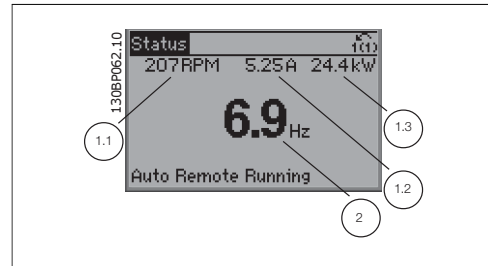 130BP062.10
Status
1(1)
207RPM 5.25A 24.4kW
1.1
6.9Hz
1.3
1.2
Auto Remote Running
2